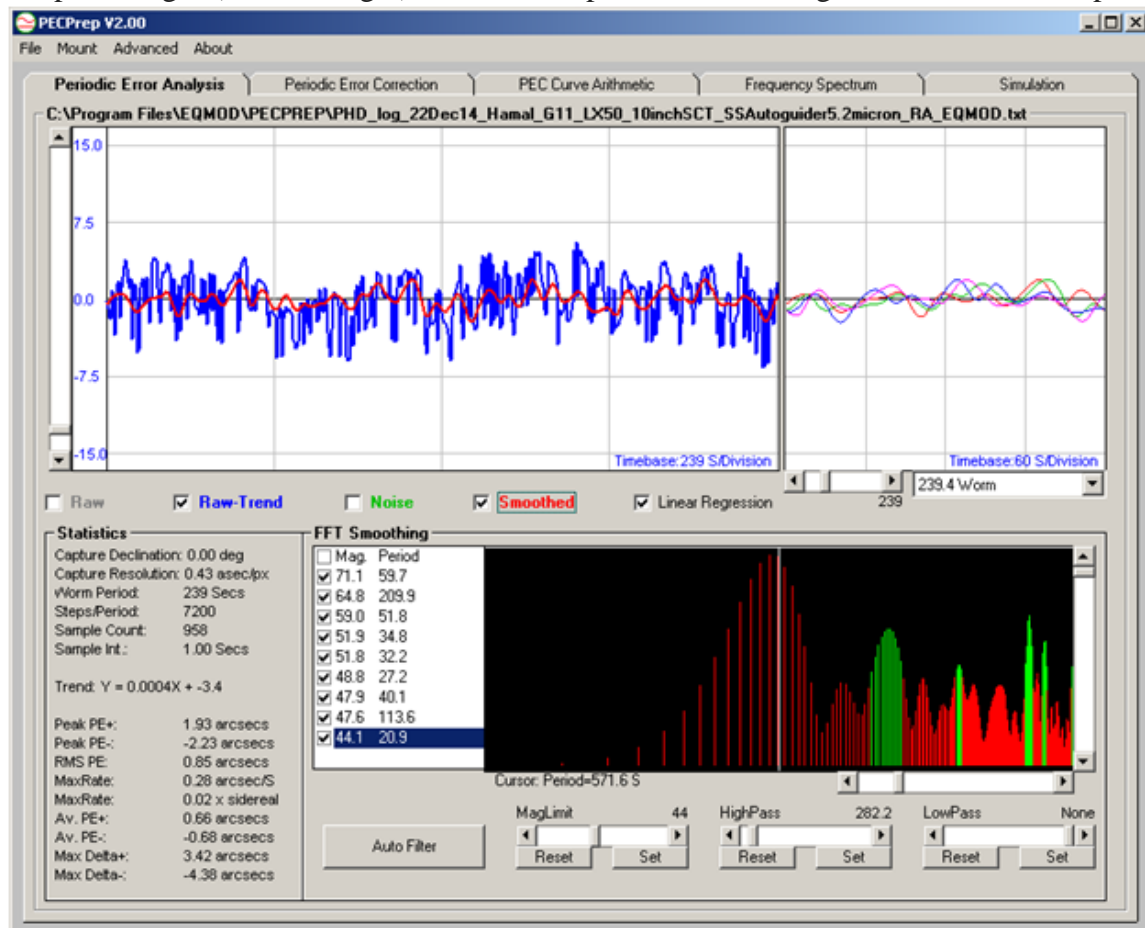 PECPrep V2.00
File Mount Advanced About
Periodic Error Analysis Periodic Error Correction PEC Curve Arithmetic Frequency Spectrum Simulation
C:\Program Files\EQMOD\PECPREP\PHD_log_22Dec14_Hamal_G11_LX50_10inchSCT_SSAutoguider5.2micron_RA_EQMOD.txt
15.0
7.5
0.0
-7.5
-15.0
Timebase:239 S/Division
Timebase:60 S/Division
239
239.4 Worm
Raw Raw-Trend Noise Smoothed Linear Regression
Statistics
Capture Declination: 0.00 deg
Capture Resolution: 0.43 asec/px
Worm Period: 239 Secs
Steps/Period: 7200
Sample Count: 958
Sample Int.: 1.00 Secs
Trend: Y = 0.0004X + -3.4
Peak PE+: 1.93 arcsecs
Peak PE-: -2.23 arcsecs
RMS PE: 0.85 arcsecs
MaxRate: 0.28 arcsec/S
MaxRate: 0.02 x sidereal
Av. PE+: 0.66 arcsecs
Av. PE-: -0.68 arcsecs
Max Delta+: 3.42 arcsecs
Max Delta-: -4.38 arcsecs
FFT Smoothing
Mag. Period
71.1 59.7
64.8 209.9
59.0 51.8
51.9 34.8
51.8 32.2
48.8 27.2
47.9 40.1
47.6 113.6
44.1 20.9
Cursor: Period=571.6 S
Auto Filter
MagLimit 44
Reset Set
HighPass 282.2
Reset Set
LowPass None
Reset Set